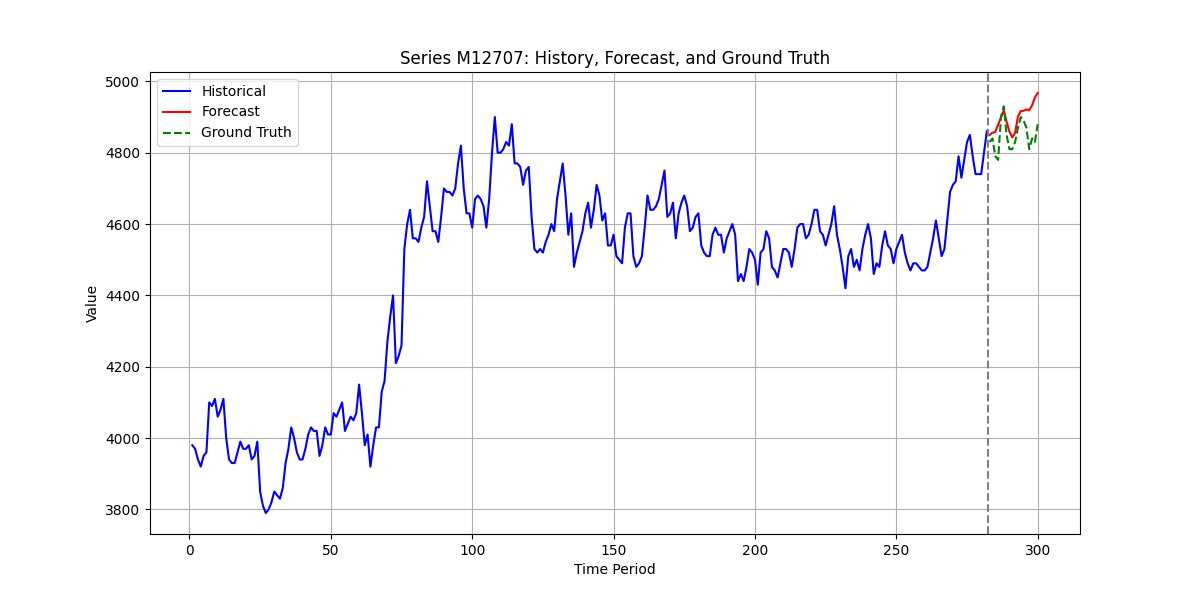 Series M12707: History, Forecast, and Ground Truth
Historical
Forecast
Ground Truth
5000
4800
4600
4400
4200
4000
3800
Value
0 50 100 150 200 250 300
Time Period